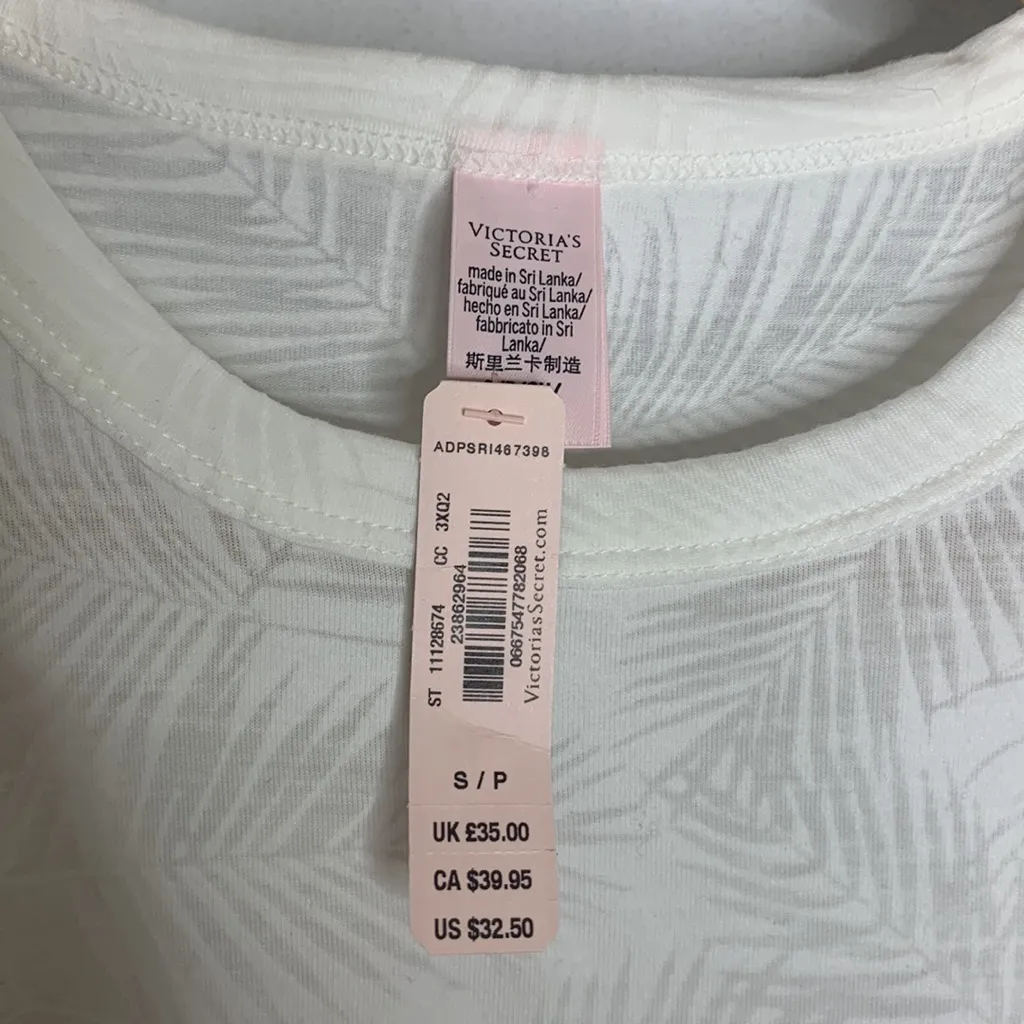 VICTORIA'S
SECRET
made in Sri Lanka/
fabriqué au Sri Lanka/
hecho en Sri Lanka/
fabbricato in Sri
Lanka/
斯里兰卡制造
ADPSRI467398
ST 11128674 CC 3XQ2
23862964
0667547782068
VictoriasSecret.com
S / P
UK £35.00
CA $39.95
US $32.50